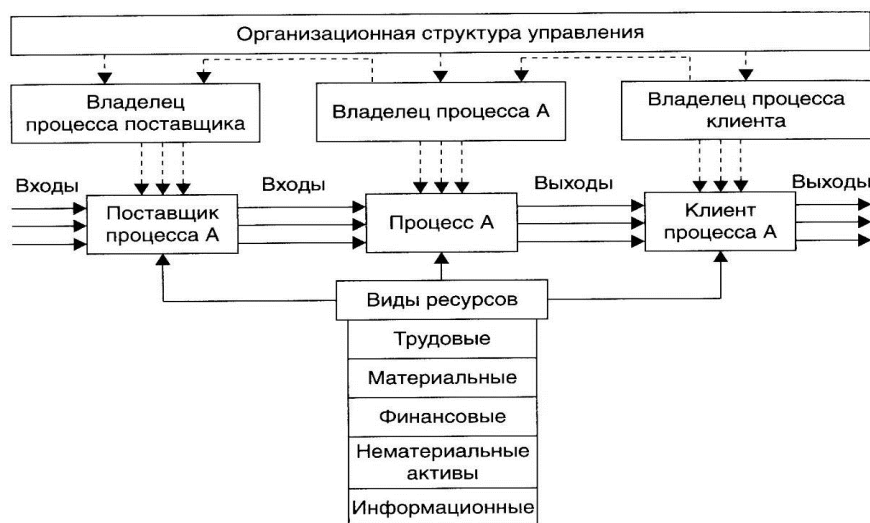 Организационная структура управления
Владелец
процесса поставщика
Владелец процесса А
Владелец процесса
клиента
Входы
Входы
Выходы
Выходы
Поставщик
процесса А
Процесс А
Клиент
процесса А
Виды ресурсов
Трудовые
Материальные
Финансовые
Нематериальные
активы
Информационные